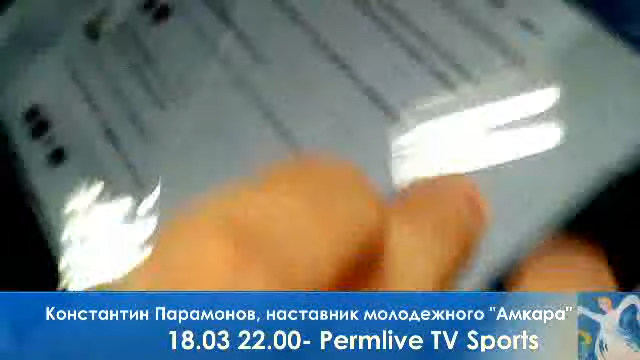 Константин Парамонов, наставник молодежного "Амкара"
18.03 22.00- Permlive TV Sports